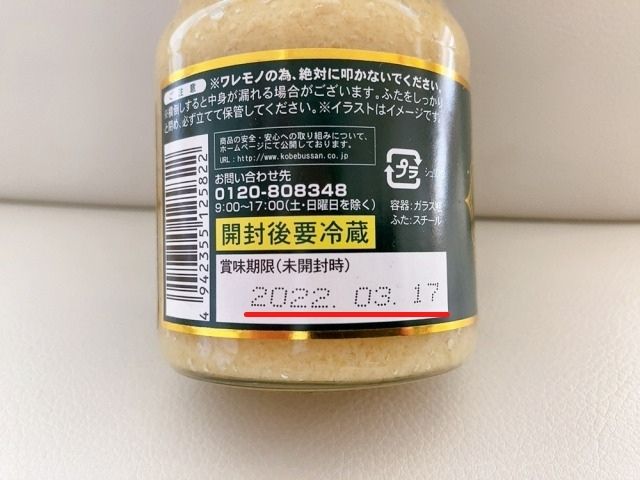 ご注意
※ワレモノの為、絶対に叩かないでください。
※横倒しすると中身が漏れる場合がございます。ふたをしっかり
と閉め、必ず立てて保管してください。※イラストはイメージです。
商品の安全・安心への取り組みについて、
ホームページにて公開しております。
URL：http://www.kobebussan.co.jp
お問い合わせ先
0120-808348
9:00〜17:00(土・日曜日を除く)
プラ
容器:ガラス瓶
ふた:スチール
開封後要冷蔵
賞味期限(未開封時)
2022.03.17
4942355125822